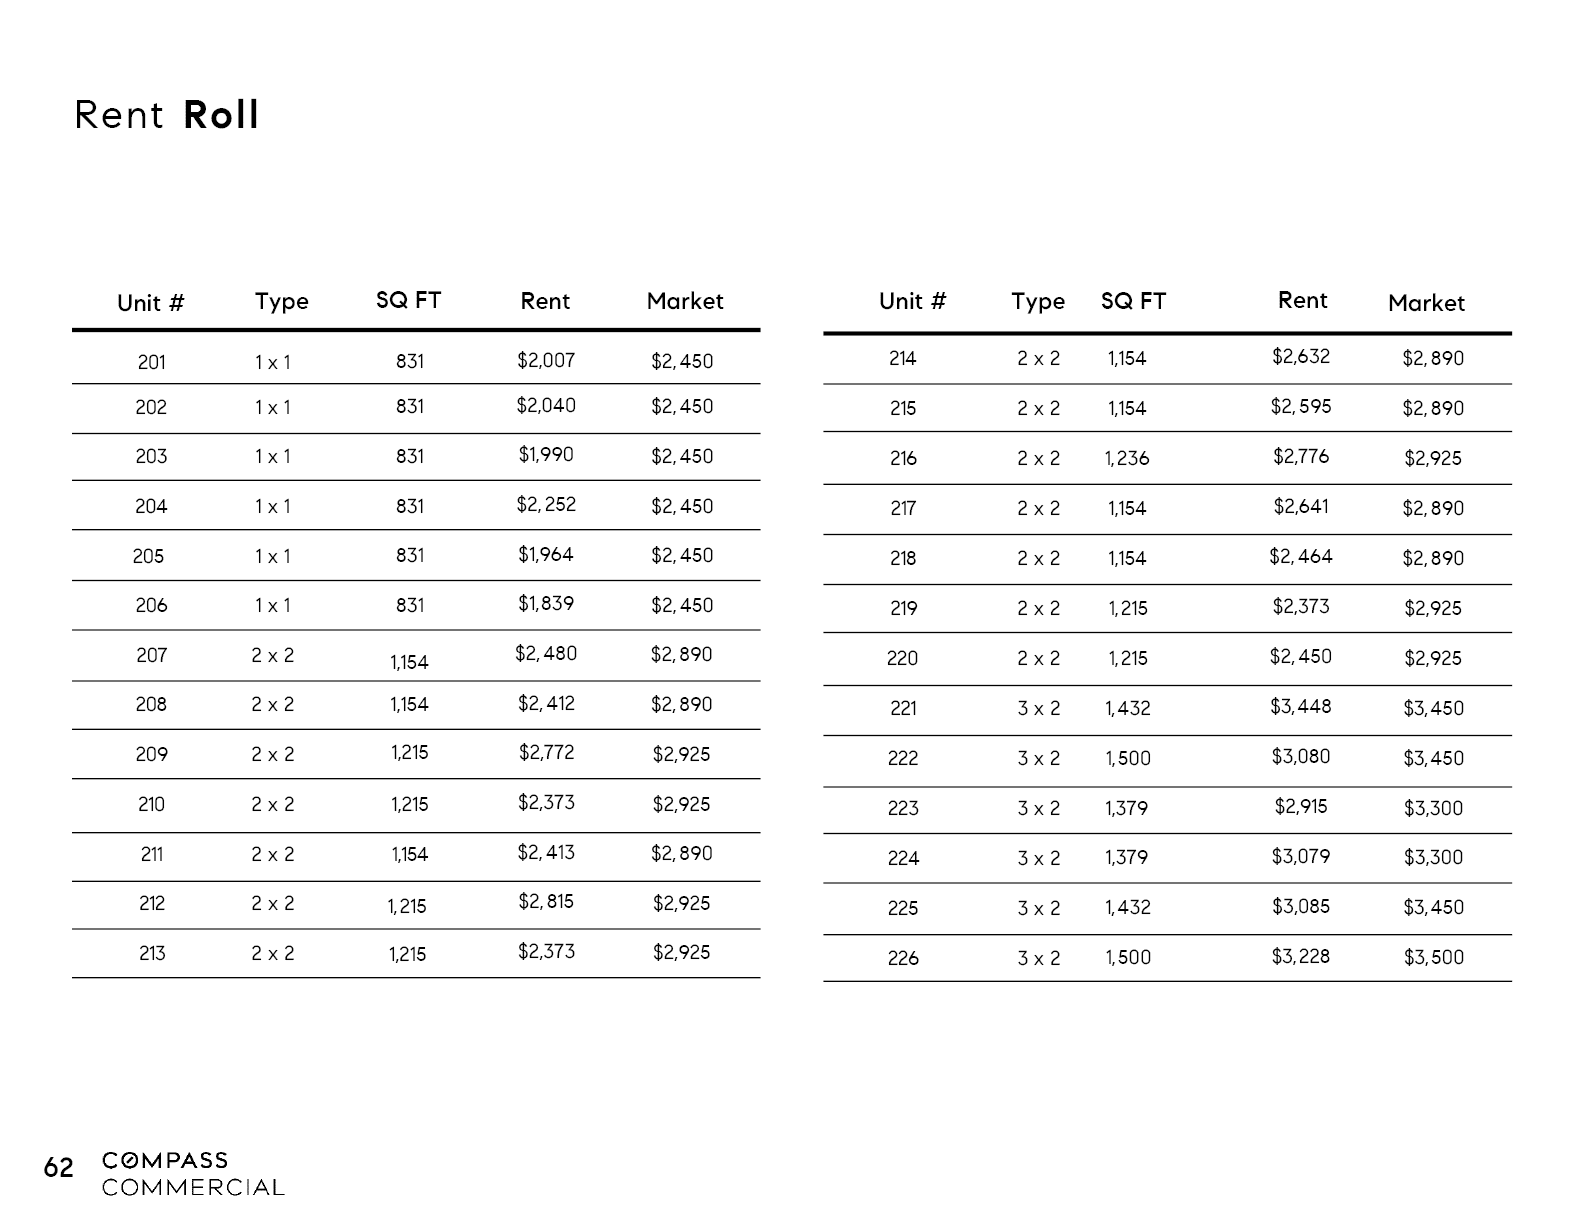 Rent Roll
Unit # Type SQ FT Rent Market
201 1 x 1 831 $2,007 $2,450
202 1 x 1 831 $2,040 $2,450
203 1 x 1 831 $1,990 $2,450
204 1 x 1 831 $2,252 $2,450
205 1 x 1 831 $1,964 $2,450
206 1 x 1 831 $1,839 $2,450
207 2 x 2 1,154 $2,480 $2,890
208 2 x 2 1,154 $2,412 $2,890
209 2 x 2 1,215 $2,772 $2,925
210 2 x 2 1,215 $2,373 $2,925
211 2 x 2 1,154 $2,413 $2,890
212 2 x 2 1,215 $2,815 $2,925
213 2 x 2 1,215 $2,373 $2,925
Unit # Type SQ FT Rent Market
214 2 x 2 1,154 $2,632 $2,890
215 2 x 2 1,154 $2,595 $2,890
216 2 x 2 1,236 $2,776 $2,925
217 2 x 2 1,154 $2,641 $2,890
218 2 x 2 1,154 $2,464 $2,890
219 2 x 2 1,215 $2,373 $2,925
220 2 x 2 1,215 $2,450 $2,925
221 3 x 2 1,432 $3,448 $3,450
222 3 x 2 1,500 $3,080 $3,450
223 3 x 2 1,379 $2,915 $3,300
224 3 x 2 1,379 $3,079 $3,300
225 3 x 2 1,432 $3,085 $3,450
226 3 x 2 1,500 $3,228 $3,500
62 COMPASS
COMMERCIAL